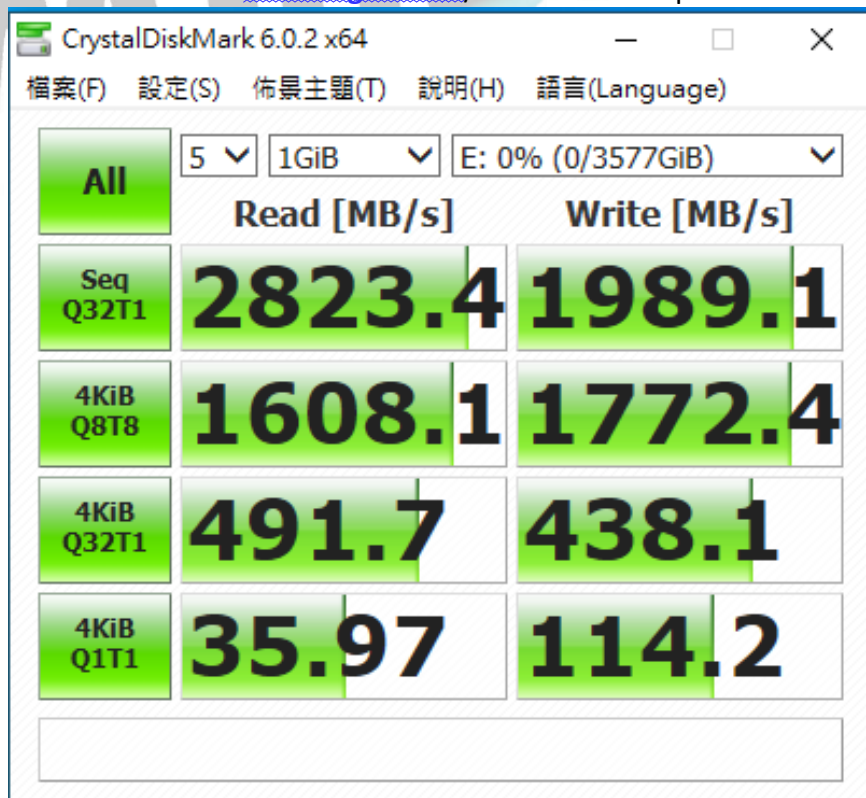 CrystalDiskMark 6.0.2 x64
檔案(F) 設定(S) 佈景主題(T) 說明(H) 語言(Language)
All 5 1GiB E: 0% (0/3577GiB)
Read [MB/s] Write [MB/s]
Seq
Q32T1 2823.4 1989.1
4KiB
Q8T8 1608.1 1772.4
4KiB
Q32T1 491.7 438.1
4KiB
Q1T1 35.97 114.2